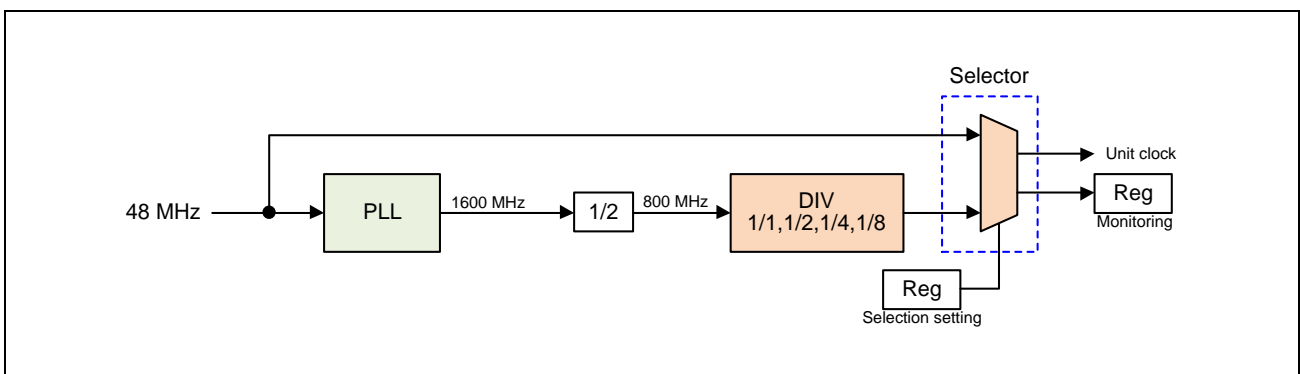 Selector
Unit clock
48 MHz
PLL
1600 MHz
1/2
800 MHz
DIV
1/1,1/2,1/4,1/8
Reg
Monitoring
Reg
Selection setting